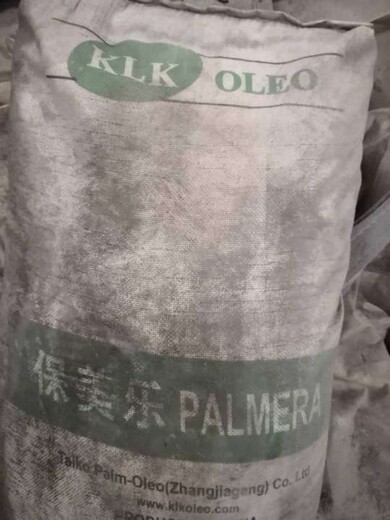 KLK OLEO
保美乐 PALMERA
Taiko Palm-Oleo(Zhangjiagang) Co. Ltd
www.klkoleo.com